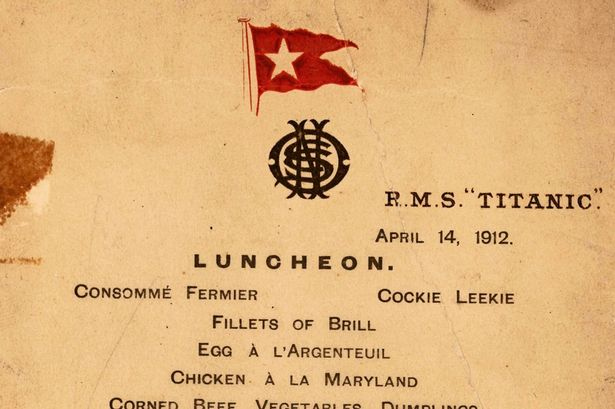 R.M.S. "TITANIC".
APRIL 14, 1912.
LUNCHEON.
CONSOMMÉ FERMIER COCKIE LEEKIE
FILLETS OF BRILL
EGG À L'ARGENTEUIL
CHICKEN À LA MARYLAND
CORNED BEEF, VEGETABLES, DUMPLINGS